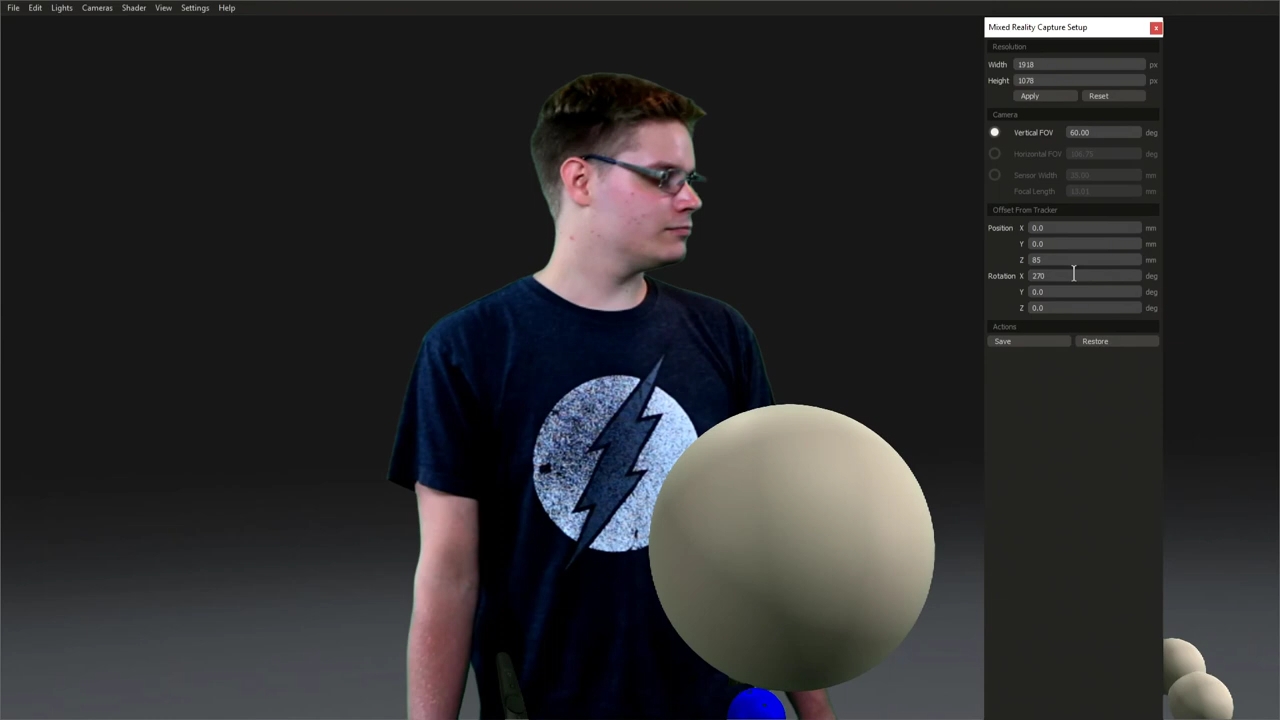 File Edit Lights Cameras Shader View Settings Help
Mixed Reality Capture Setup x
Resolution
Width 1918 px
Height 1078 px
Apply Reset
Camera
Vertical FOV 60.00 deg
Horizontal FOV deg
Sensor Width mm
Focal Length mm
Offset From Tracker
Position X 0.0 mm
Y 0.0 mm
Z 85 mm
Rotation X 270 deg
Y 0.0 deg
Z 0.0 deg
Actions
Save Restore